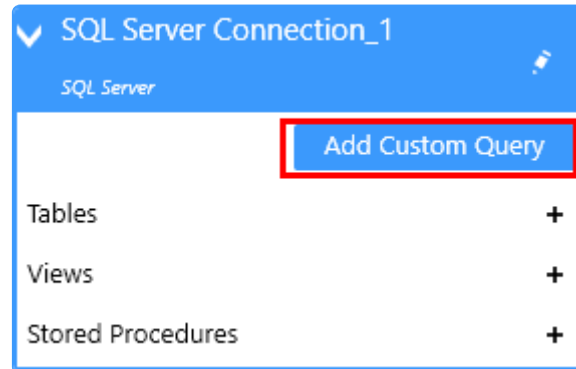 SQL Server Connection_1
SQL Server
Add Custom Query
Tables +
Views +
Stored Procedures +